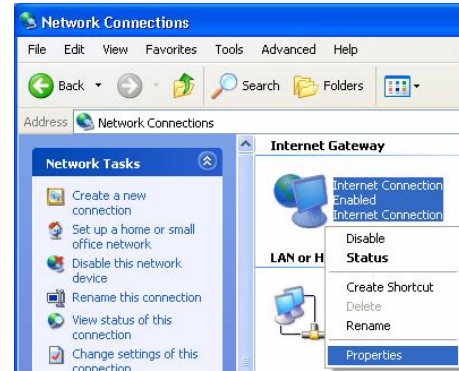 Network Connections
File Edit View Favorites Tools Advanced Help
Back Search Folders
Address Network Connections
Network Tasks
Create a new
connection
Set up a home or small
office network
Disable this network
device
Rename this connection
View status of this
connection
Change settings of this
connection
Internet Gateway
Internet Connection
Enabled
Internet Connection
LAN or H
Disable
Status
Create Shortcut
Delete
Rename
Properties